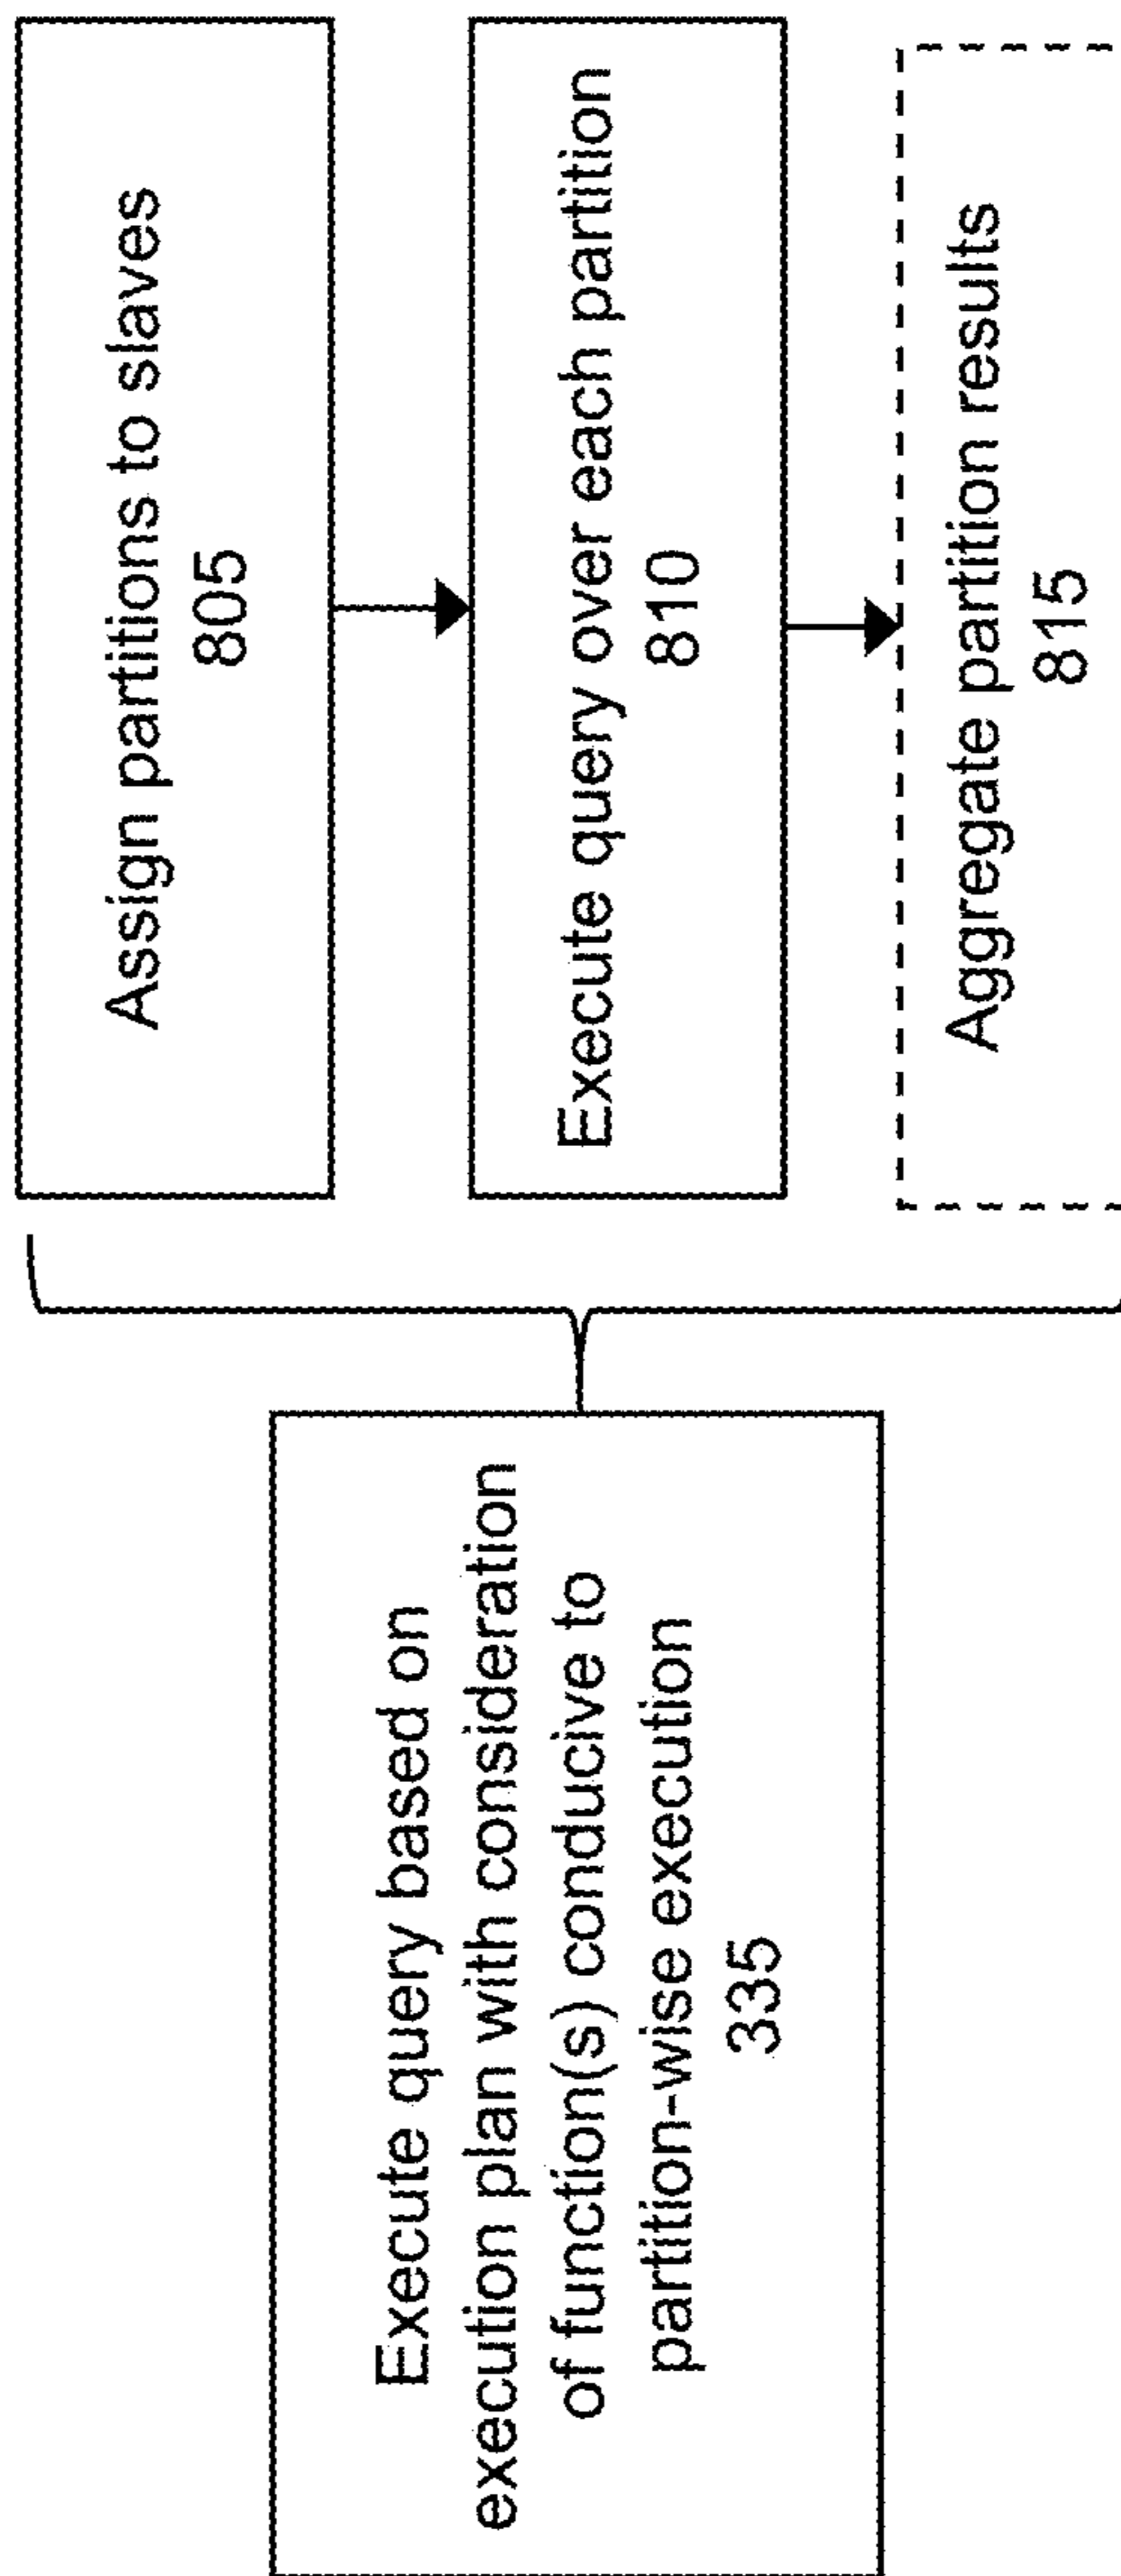 Execute query based on
execution plan with consideration
of function(s) conducive to
partition-wise execution
335
Assign partitions to slaves
805
Execute query over each partition
810
Aggregate partition results
815